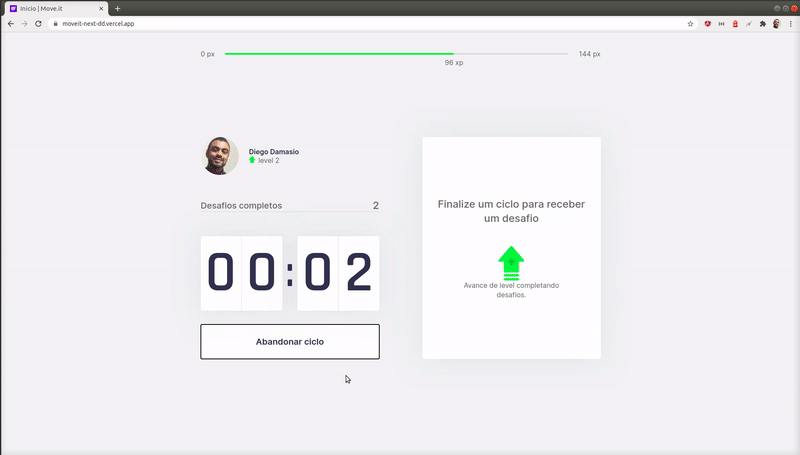 Início | Move.it
moveit-next-dd.vercel.app
0 px
144 px
96 xp
Diego Damasio
level 2
Desafios completos
2
00:02
Abandonar ciclo
Finalize um ciclo para receber
um desafio
Avance de level completando
desafios.